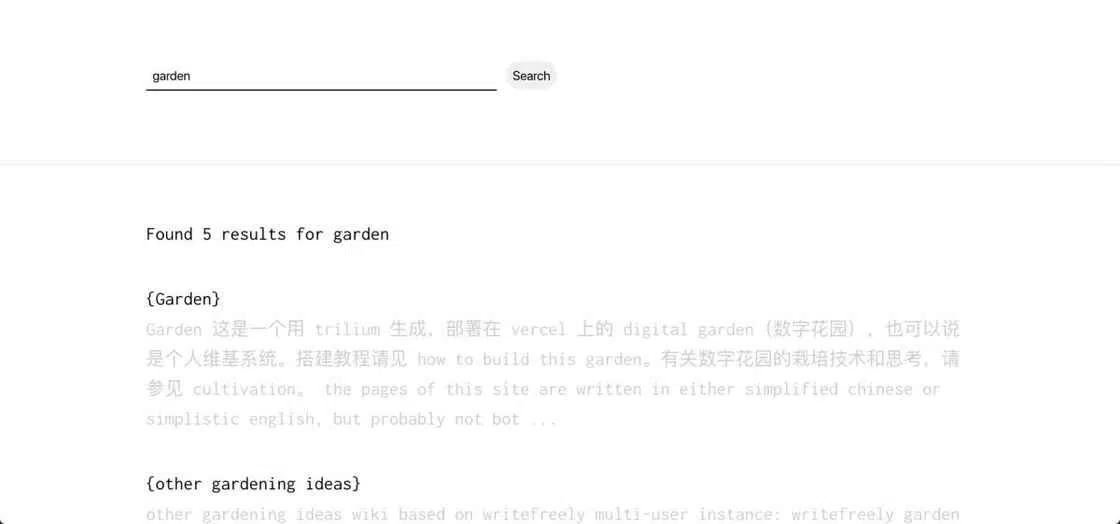 garden
Search
Found 5 results for garden
{Garden}
Garden 这是一个用 trilium 生成，部署在 vercel 上的 digital garden（数字花园），也可以说
是个人维基系统。搭建教程请见 how to build this garden。有关数字花园的栽培技术和思考，请
参见 cultivation。 the pages of this site are written in either simplified chinese or
simplistic english, but probably not bot ...
{other gardening ideas}
other gardening ideas wiki based on writefreely multi-user instance: writefreely garden